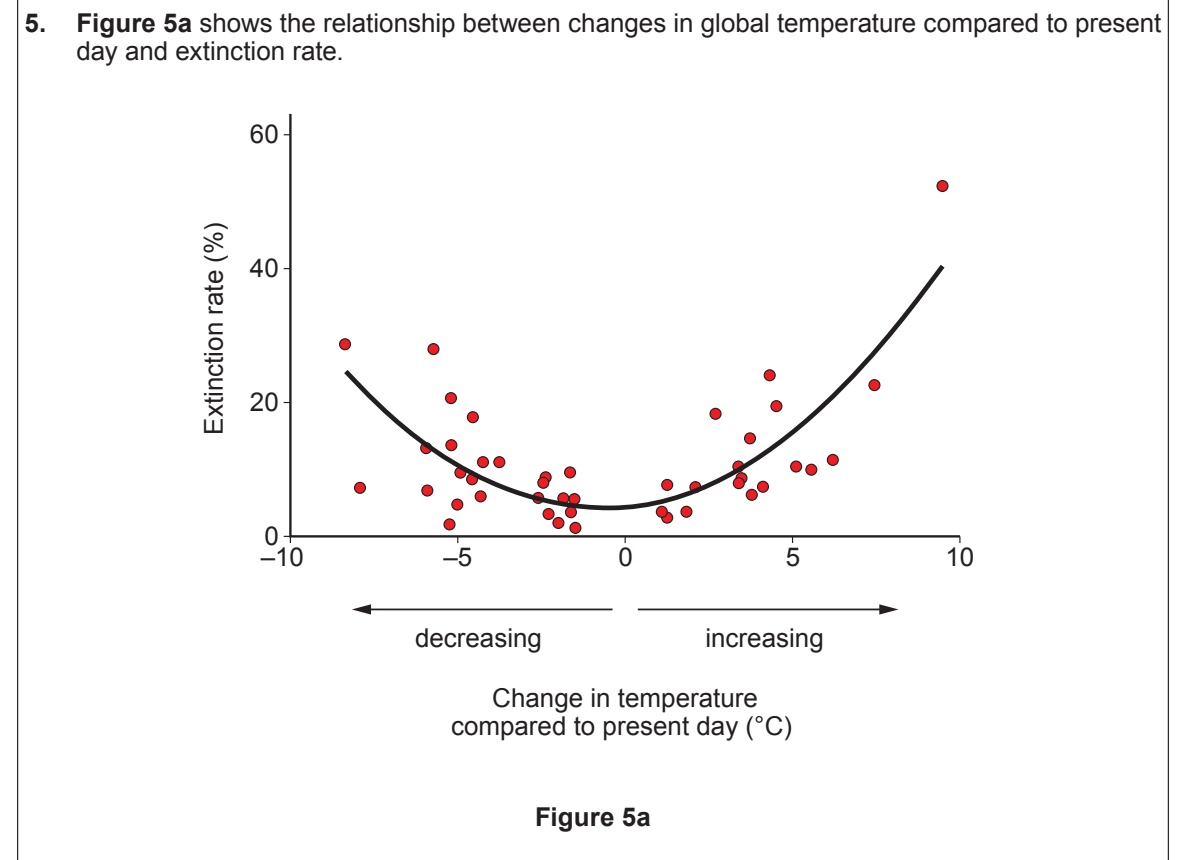 5. Figure 5a shows the relationship between changes in global temperature compared to present
day and extinction rate.
60
40
20
0
Extinction rate (%)
–10
–5
0
5
10
decreasing
increasing
Change in temperature
compared to present day (°C)
Figure 5a